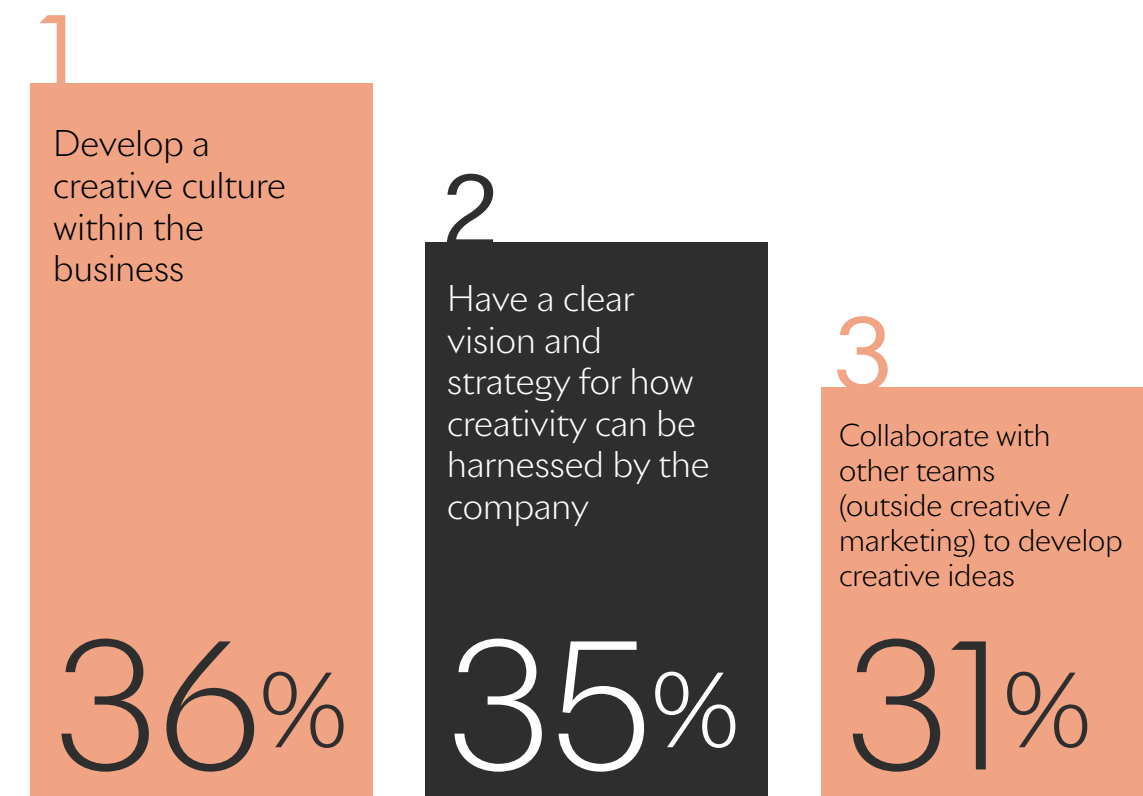 1
Develop a
creative culture
within the
business
36%
2
Have a clear
vision and
strategy for how
creativity can be
harnessed by the
company
35%
3
Collaborate with
other teams
(outside creative /
marketing) to develop
creative ideas
31%